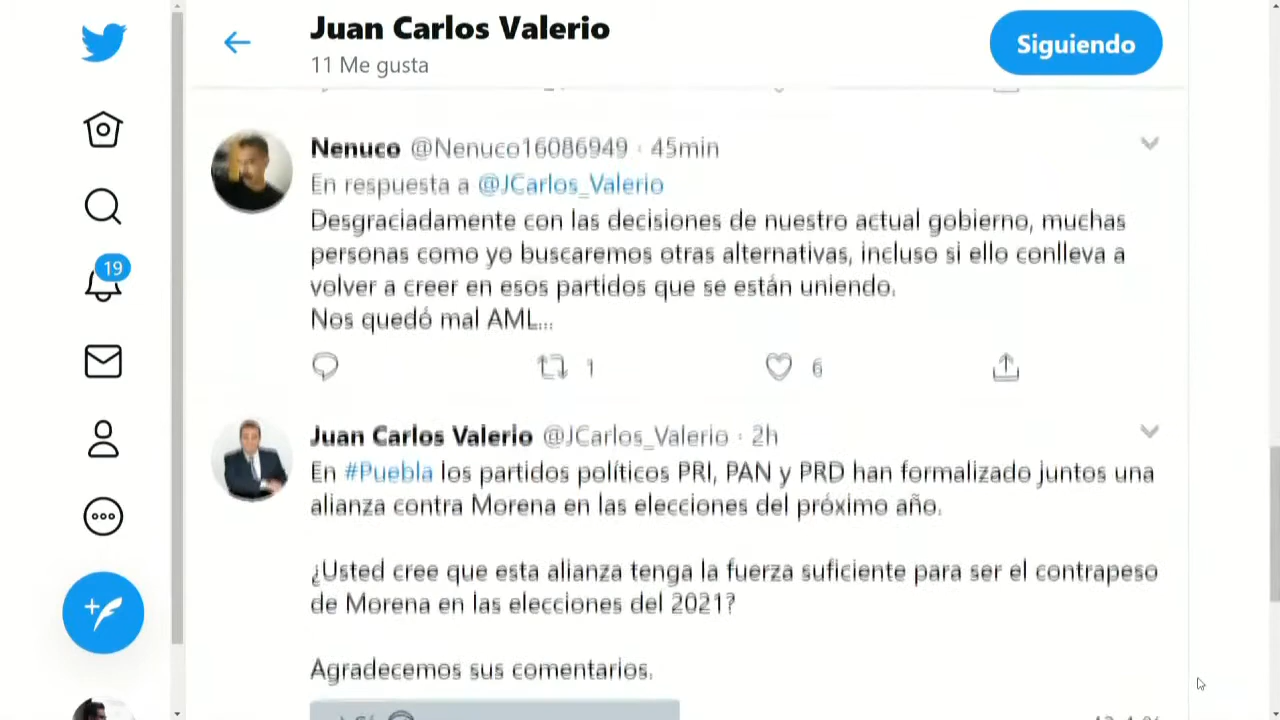 Juan Carlos Valerio
11 Me gusta
Siguiendo
Nenuco @Nenuco16086949 · 45min
En respuesta a @JCarlos_Valerio
Desgraciadamente con las decisiones de nuestro actual gobierno, muchas
personas como yo buscaremos otras alternativas, incluso si ello conlleva a
volver a creer en esos partidos que se están uniendo.
Nos quedó mal AML...
1 6
19
Juan Carlos Valerio @JCarlos_Valerio · 2h
En #Puebla los partidos políticos PRI, PAN y PRD han formalizado juntos una
alianza contra Morena en las elecciones del próximo año.
¿Usted cree que esta alianza tenga la fuerza suficiente para ser el contrapeso
de Morena en las elecciones del 2021?
Agradecemos sus comentarios.